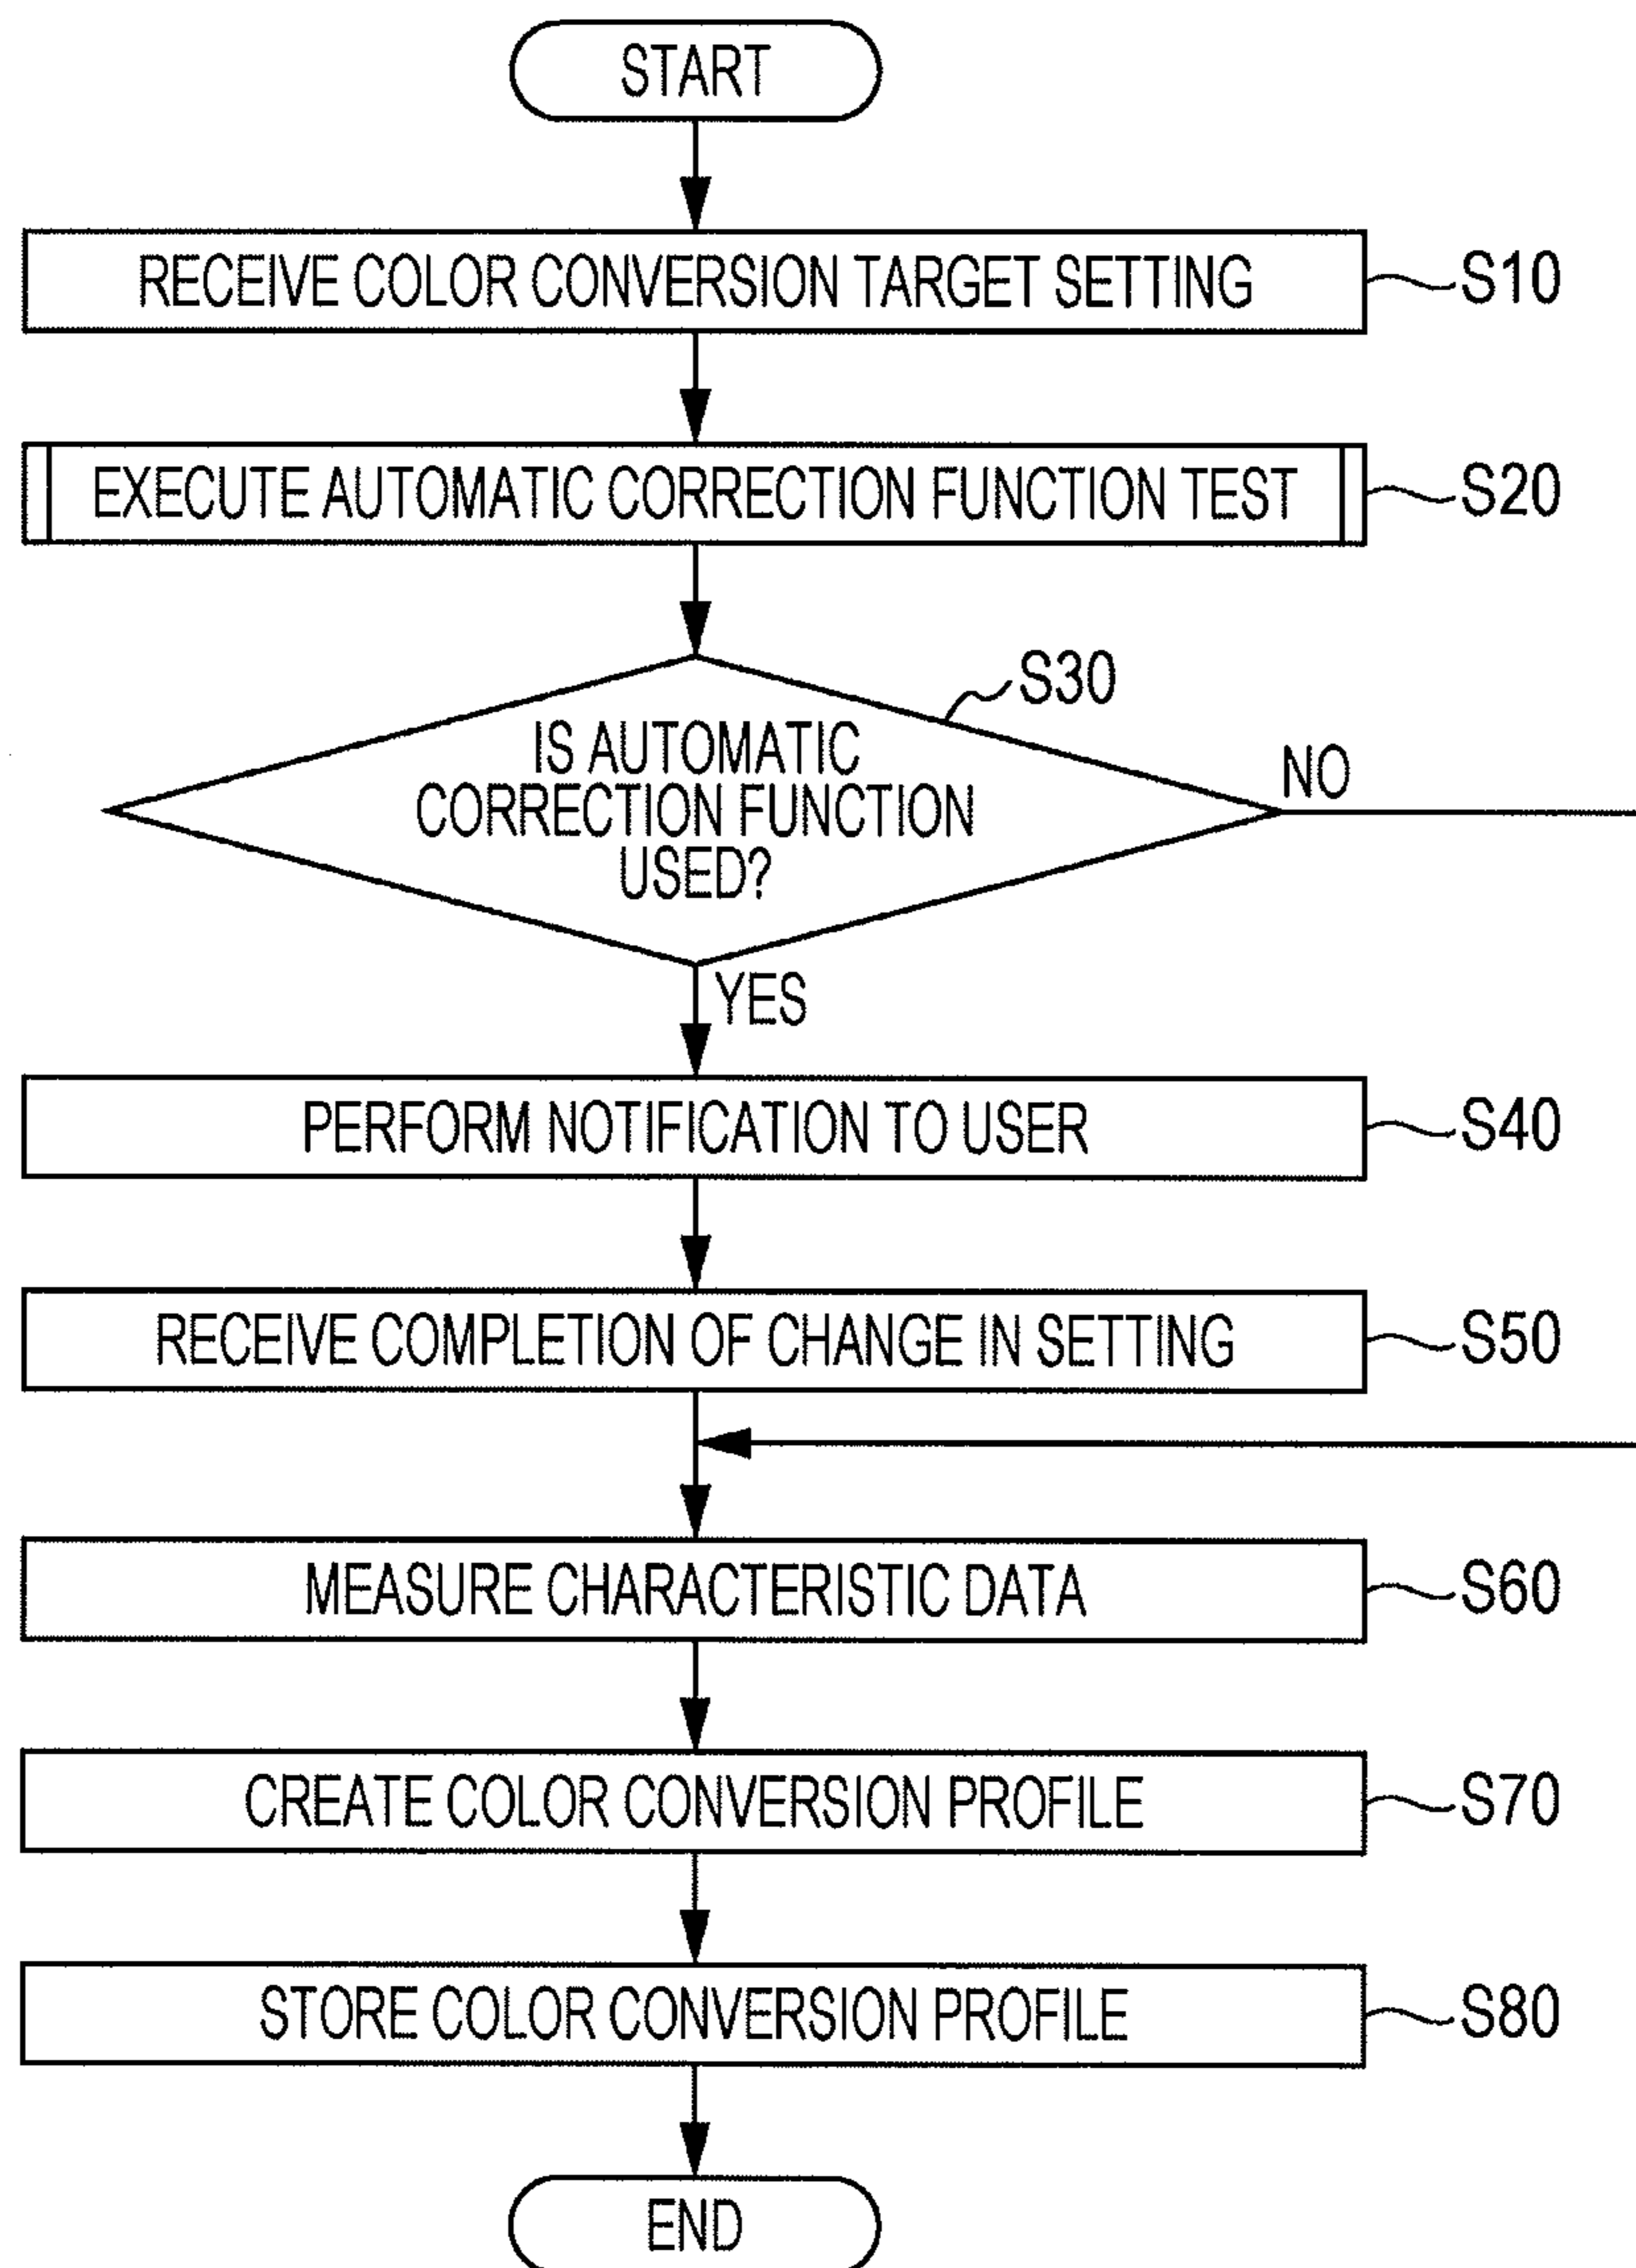 START
RECEIVE COLOR CONVERSION TARGET SETTING
S10
EXECUTE AUTOMATIC CORRECTION FUNCTION TEST
S20
S30
IS AUTOMATIC
CORRECTION FUNCTION
USED?
NO
YES
PERFORM NOTIFICATION TO USER
S40
RECEIVE COMPLETION OF CHANGE IN SETTING
S50
MEASURE CHARACTERISTIC DATA
S60
CREATE COLOR CONVERSION PROFILE
S70
STORE COLOR CONVERSION PROFILE
S80
END